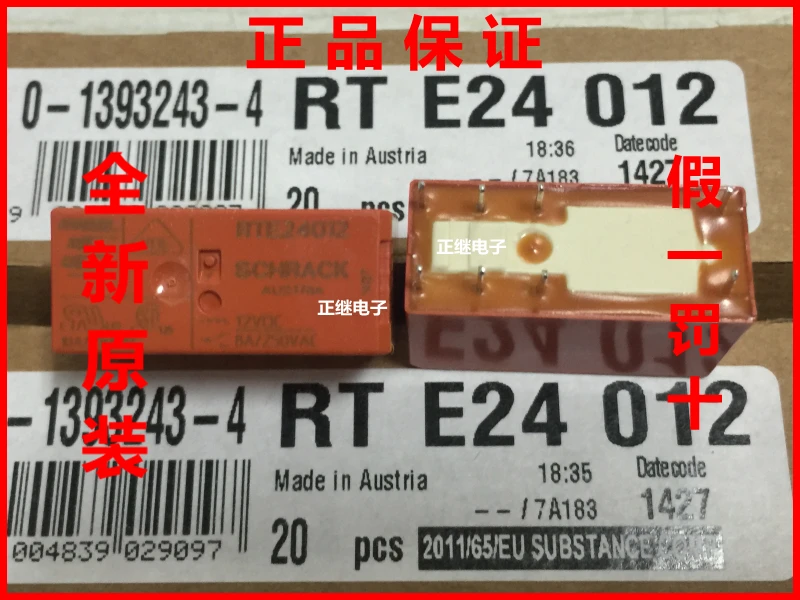 正品保证
0-1393243-4 RT E24 012
Made in Austria
18:36
Datecode
--/7A183
1427
20 pcs
全新原装
假一罚十
RTE24012
SCHRACK
12VDC
8A/250VAC
正继电子
正继电子
-1393243-4 RT E24 012
Made in Austria
18:35
Datecode
--/7A183
1427
004839 029097
20 pcs
2011/65/EU SUBSTANCE